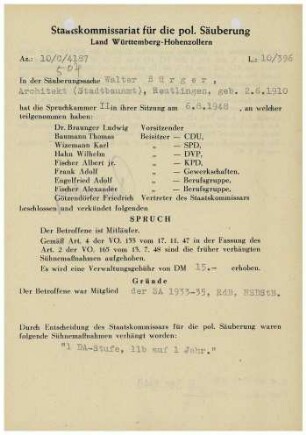 Staatskommissariat für die pol. Säuberung
Land Württemberg-Hohenzollern
Az.: 10/C/4187 L: 10/396
504
In der Säuberungssache Walter Bürger,
Architekt (Stadtbauamt), Reutlingen, geb. 2.6.1910
hat die Spruchkammer II in ihrer Sitzung am 6.8.1948, an welcher
teilgenommen haben:
Dr. Braunger Ludwig Vorsitzender
Baumann Thomas Beisitzer — CDU,
Wizemann Karl „ — SPD,
Hahn Wilhelm „ — DVP,
Fischer Albert jr. „ — KPD,
Frank Adolf „ — Gewerkschaften,
Engelfried Adolf „ — Berufsgruppe,
Fischer Alexander „ — Berufsgruppe,
Götzendörfer Friedrich Vertreter des Staatskommissars
beschlossen und verkündet folgenden
SPRUCH
Der Betroffene ist Mitläufer.
Gemäß Art. 4 der VO. 133 vom 17. 11. 47 in der Fassung des
Art. 2 der VO. 165 vom 13. 7. 48 sind die früher verhängten
Sühnemaßnahmen aufgehoben.
Es wird eine Verwaltungsgebühr von DM 15.— erhoben.
Gründe
Der Betroffene war Mitglied der SA 1933-35, KdB, NSDStB.
Durch Entscheidung des Staatskommissars für die pol. Säuberung waren
folgende Sühnemaßnahmen verhängt worden:
"1 DA-Stufe, 11b auf 1 Jahr."